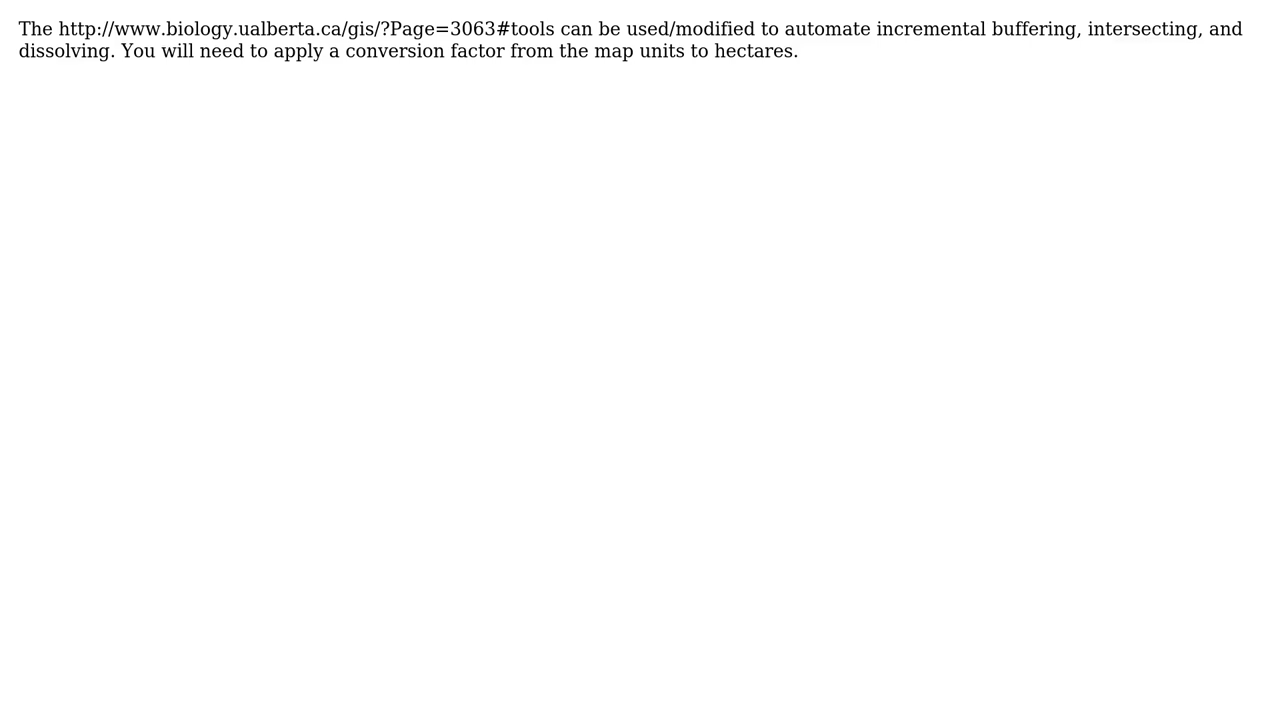 The http://www.biology.ualberta.ca/gis/?Page=3063#tools can be used/modified to automate incremental buffering, intersecting, and
dissolving. You will need to apply a conversion factor from the map units to hectares.